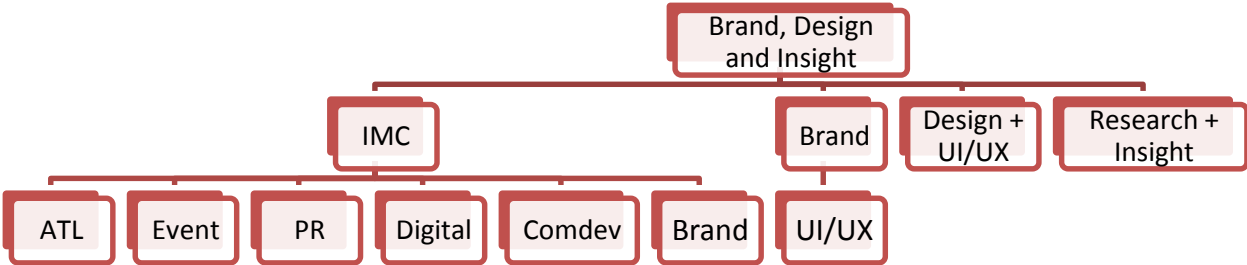 Brand, Design
and Insight
IMC
Brand
Design +
UI/UX
Research +
Insight
ATL
Event
PR
Digital
Comdev
Brand
UI/UX